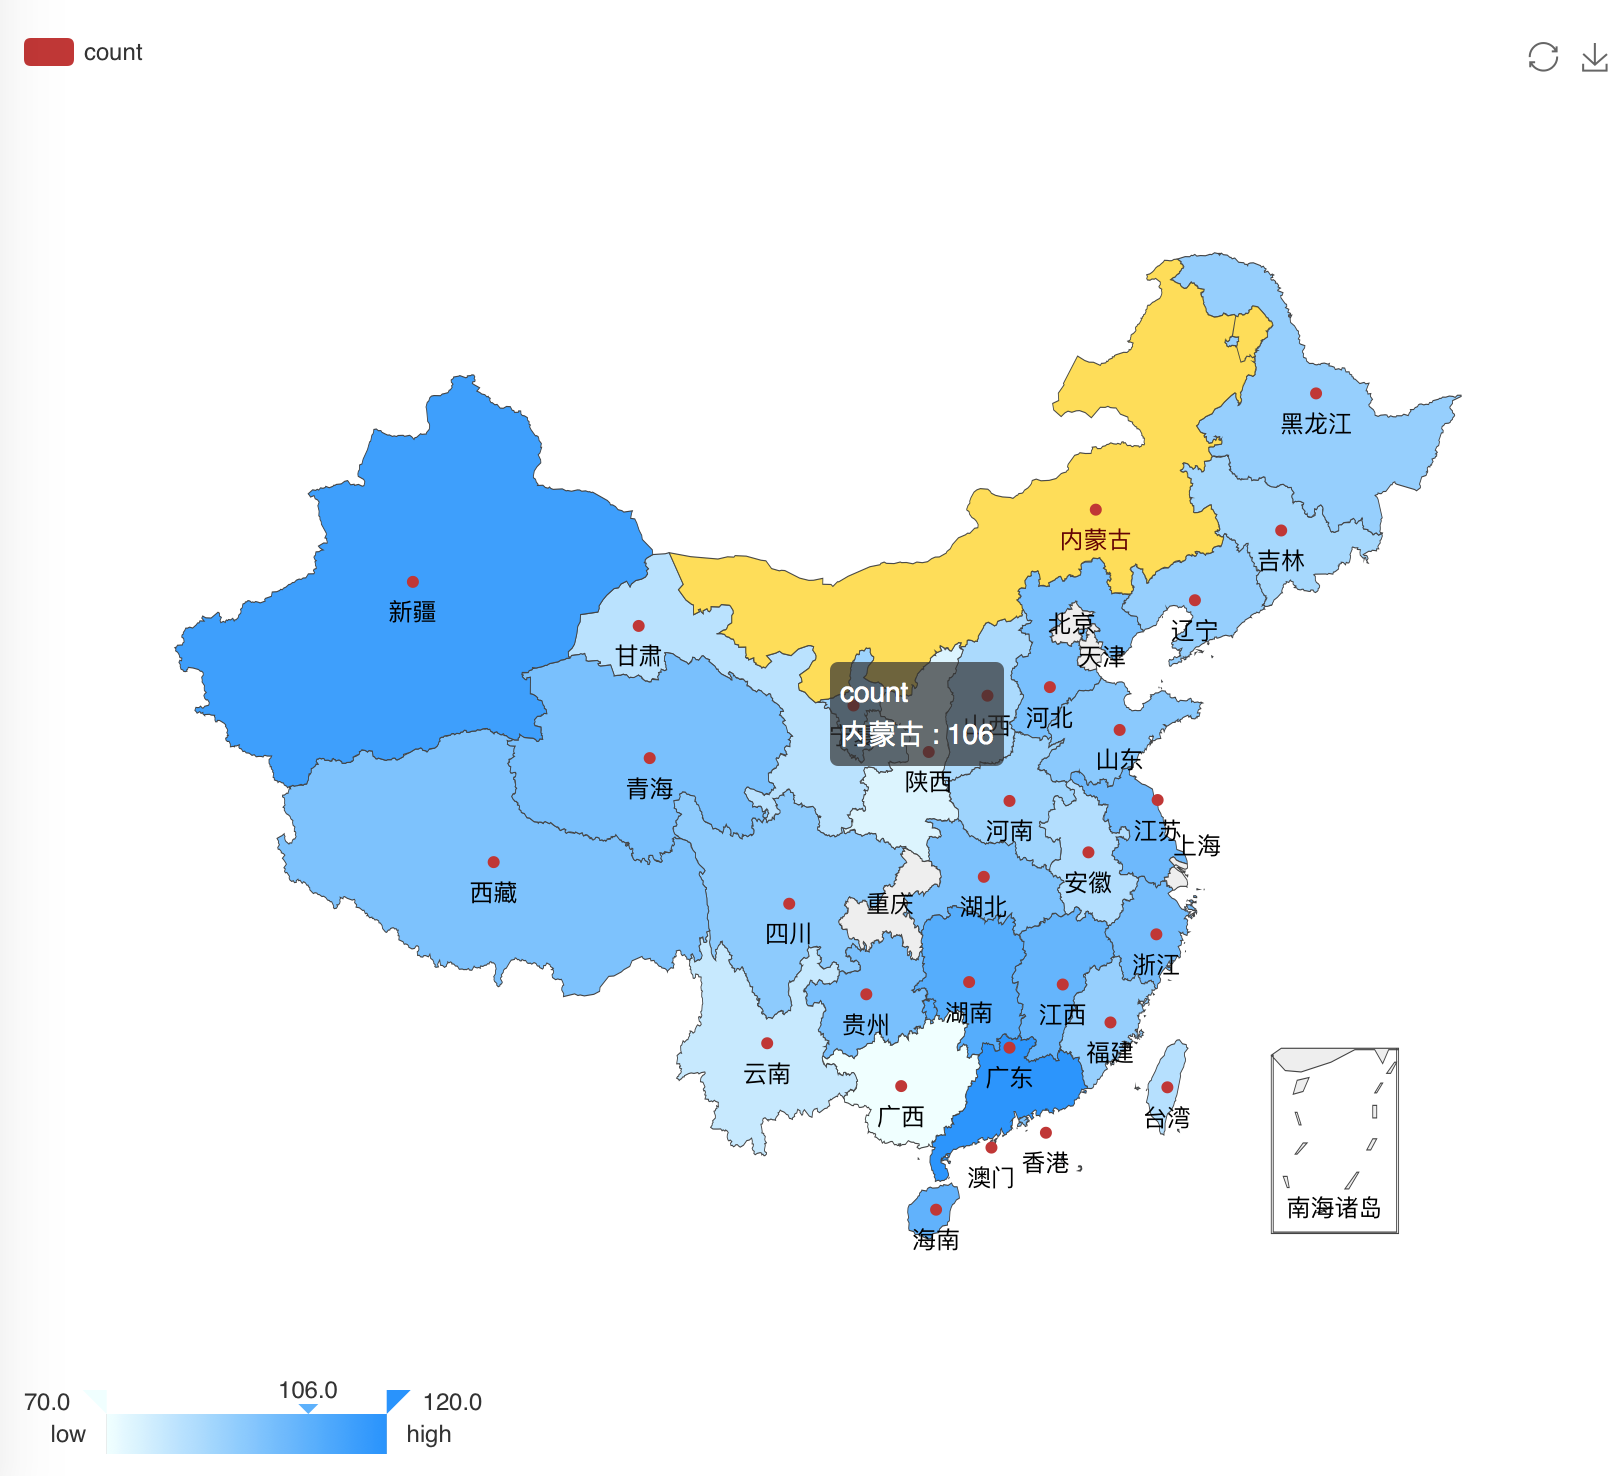 count
黑龙江
内蒙古
吉林
新疆
北京
辽宁
甘肃
天津
count
内蒙古 : 106
山西
河北
山东
青海
陕西
河南
江苏
上海
西藏
安徽
重庆
湖北
四川
浙江
贵州
湖南
江西
福建
云南
广东
广西
台湾
澳门
香港
南海诸岛
海南
70.0
106.0
120.0
low
high